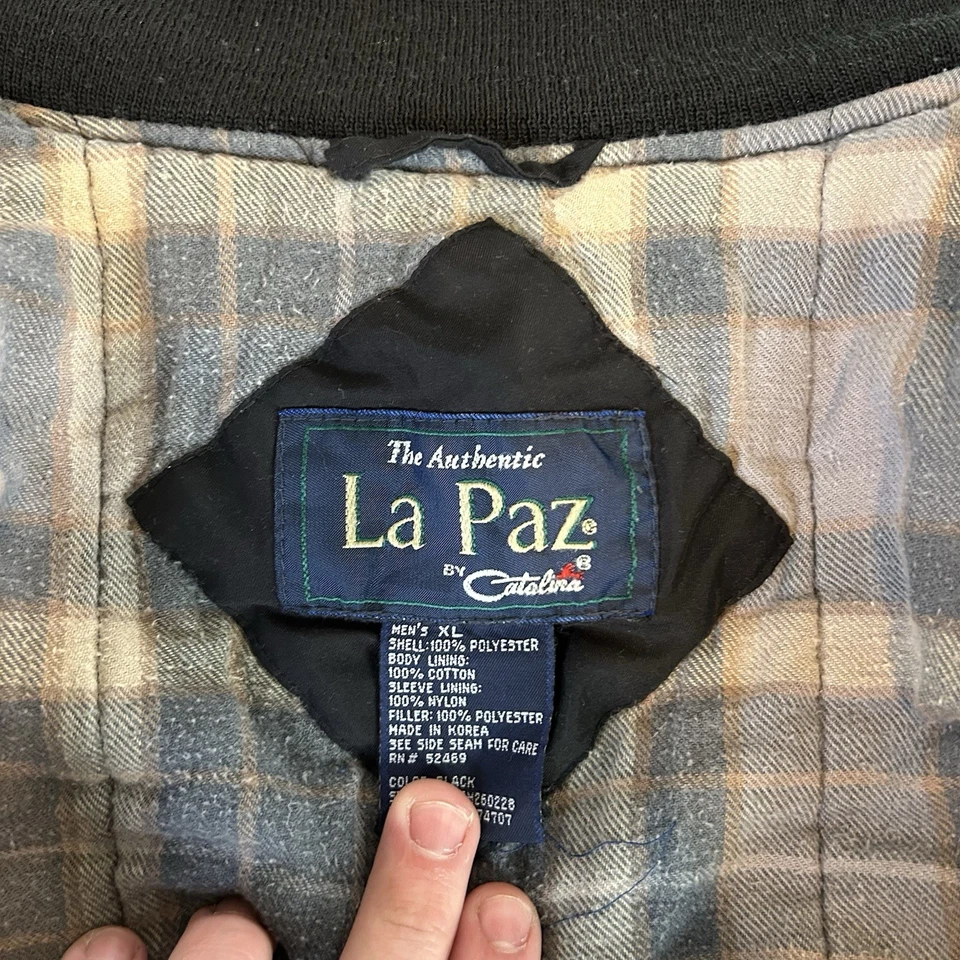 The Authentic
La Paz®
BY Catalina®
MEN'S XL
SHELL: 100% POLYESTER
BODY LINING:
100% COTTON
SLEEVE LINING:
100% NYLON
FILLER: 100% POLYESTER
MADE IN KOREA
SEE SIDE SEAM FOR CARE
RN# 52469
BLACK